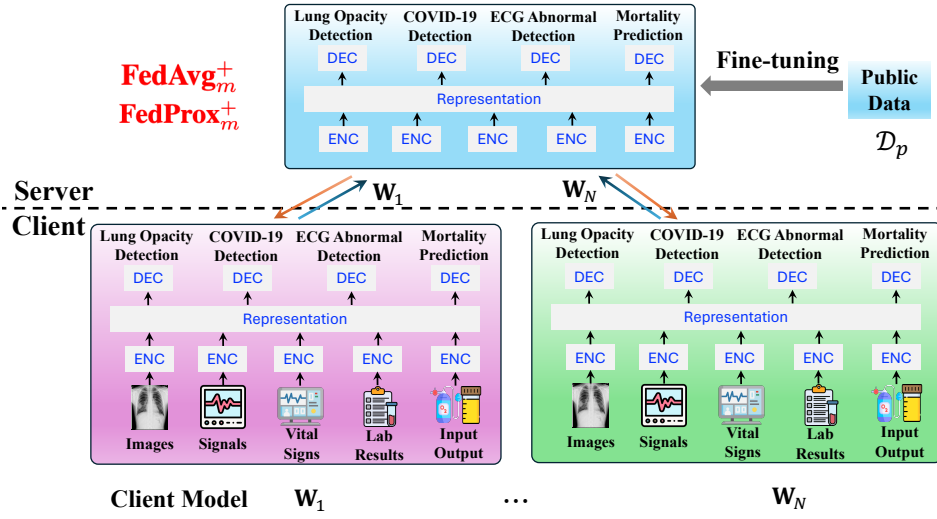 Lung Opacity Detection
COVID-19 Detection
ECG Abnormal Detection
Mortality Prediction
DEC DEC DEC DEC
Representation
ENC ENC ENC ENC ENC
FedAvg⁺ₘ
FedProx⁺ₘ
Fine-tuning
Public
Data
𝒟ₚ
Server
W₁
W_N
Client
Lung Opacity Detection
COVID-19 Detection
ECG Abnormal Detection
Mortality Prediction
DEC DEC DEC DEC
Representation
ENC ENC ENC ENC ENC
Images
Signals
Vital Signs
Lab Results
Input Output
Lung Opacity Detection
COVID-19 Detection
ECG Abnormal Detection
Mortality Prediction
DEC DEC DEC DEC
Representation
ENC ENC ENC ENC ENC
Images
Signals
Vital Signs
Lab Results
Input Output
Client Model W₁ ... W_N